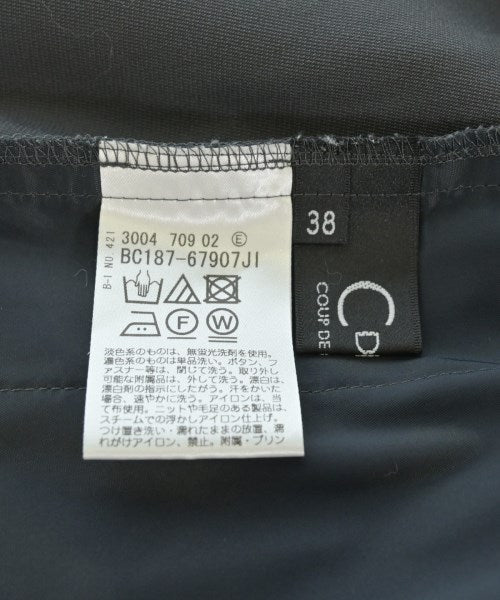 B-I NO.421
3004 709 02 Ⓔ
BC187-67907JI
F
W
淡色系のものは、無蛍光洗剤を使用。
濃色系のものは単品洗い。ボタン、フ
ァスナー等は、閉じて洗う。取り外し
可能な附属品は、外して洗う。漂白は、
漂白剤の指示にしたがう。汗をかいた
場合、速やかに洗う。アイロンは、当
て布使用。ニットや毛足のある製品は、
スチームでの浮かしアイロン仕上げ。
つけ置き洗い・濡れたままの放置、濡
れがけアイロン、禁止。附属・プリン
38
CD
COUP DE